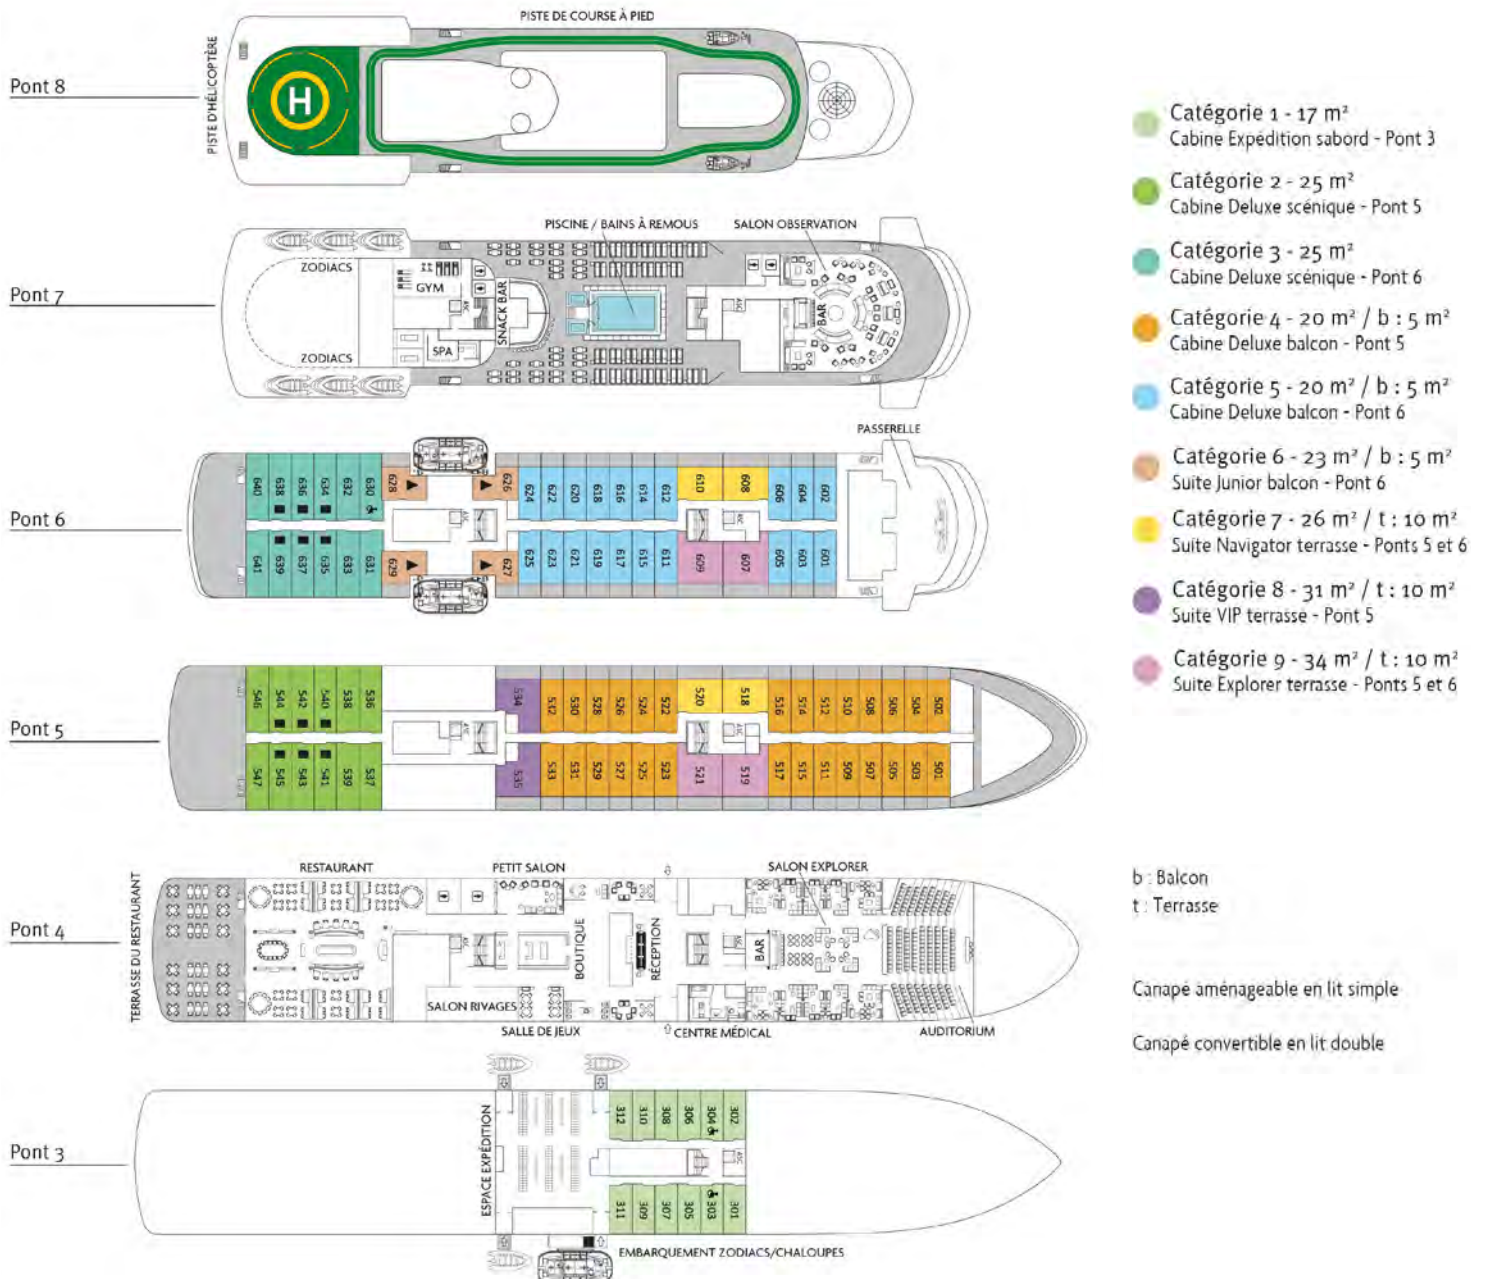 PISTE DE COURSE À PIED
PISTE D'HÉLICOPTÈRE
Pont 8
H
Pont 7
PISCINE / BAINS À REMOUS
SALON OBSERVATION
ZODIACS
GYM
ASC
SNACK BAR
SPA
ZODIACS
ASC
BAR
PASSERELLE
Pont 6
640 638 636 634 632 630 628 626 624 622 620 618 616 614 612 610 608 606 604 602
ASC ASC
641 639 637 635 633 631 629 627 625 623 621 619 617 615 611 609 607 605 603 601
Pont 5
546 544 542 540 538 536 534 532 530 528 526 524 522 520 518 516 514 512 510 508 506 504 502
ASC ASC
547 545 543 541 539 537 535 533 531 529 527 525 523 521 519 517 515 511 509 507 505 503 501
Pont 4
TERRASSE DU RESTAURANT
RESTAURANT
PETIT SALON
SALON EXPLORER
ASC
BOUTIQUE
RÉCEPTION
ASC
BAR
SALON RIVAGES
SALLE DE JEUX
CENTRE MÉDICAL
AUDITORIUM
Pont 3
ESPACE EXPÉDITION
312 310 308 306 304 302
ASC
311 309 307 305 303 301
EMBARQUEMENT ZODIACS/CHALOUPES
Catégorie 1 - 17 m²
Cabine Expédition sabord - Pont 3
Catégorie 2 - 25 m²
Cabine Deluxe scénique - Pont 5
Catégorie 3 - 25 m²
Cabine Deluxe scénique - Pont 6
Catégorie 4 - 20 m² / b : 5 m²
Cabine Deluxe balcon - Pont 5
Catégorie 5 - 20 m² / b : 5 m²
Cabine Deluxe balcon - Pont 6
Catégorie 6 - 23 m² / b : 5 m²
Suite Junior balcon - Pont 6
Catégorie 7 - 26 m² / t : 10 m²
Suite Navigator terrasse - Ponts 5 et 6
Catégorie 8 - 31 m² / t : 10 m²
Suite VIP terrasse - Pont 5
Catégorie 9 - 34 m² / t : 10 m²
Suite Explorer terrasse - Ponts 5 et 6
b : Balcon
t : Terrasse
Canapé aménageable en lit simple
Canapé convertible en lit double